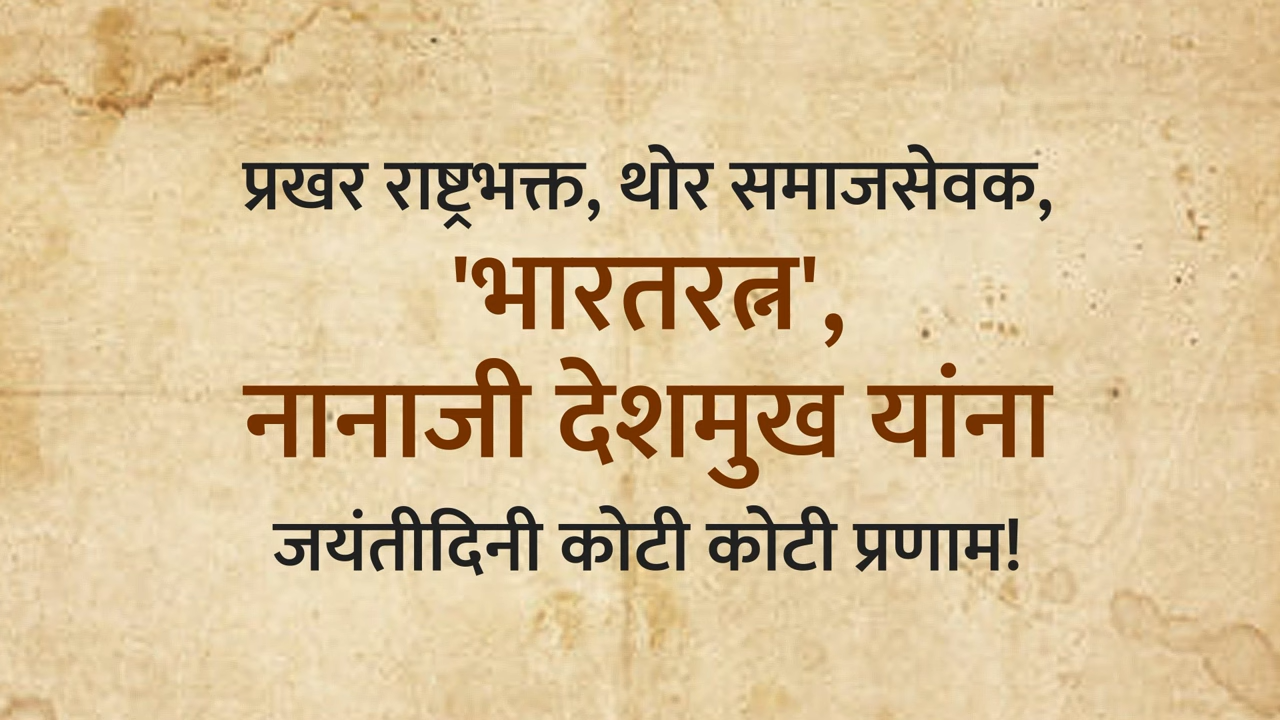 प्रखर राष्ट्रभक्त, थोर समाजसेवक,
'भारतरत्न',
नानाजी देशमुख यांना
जयंतीदिनी कोटी कोटी प्रणाम!